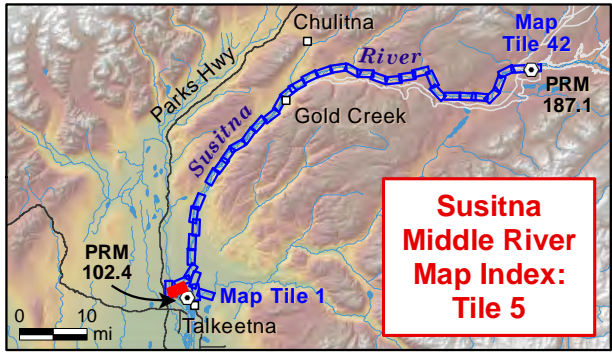 Chulitna
Map
Tile 42
River
Parks Hwy
PRM
187.1
Gold Creek
Susitna
Susitna
Middle River
Map Index:
Tile 5
PRM
102.4
Map Tile 1
0 10
mi
Talkeetna